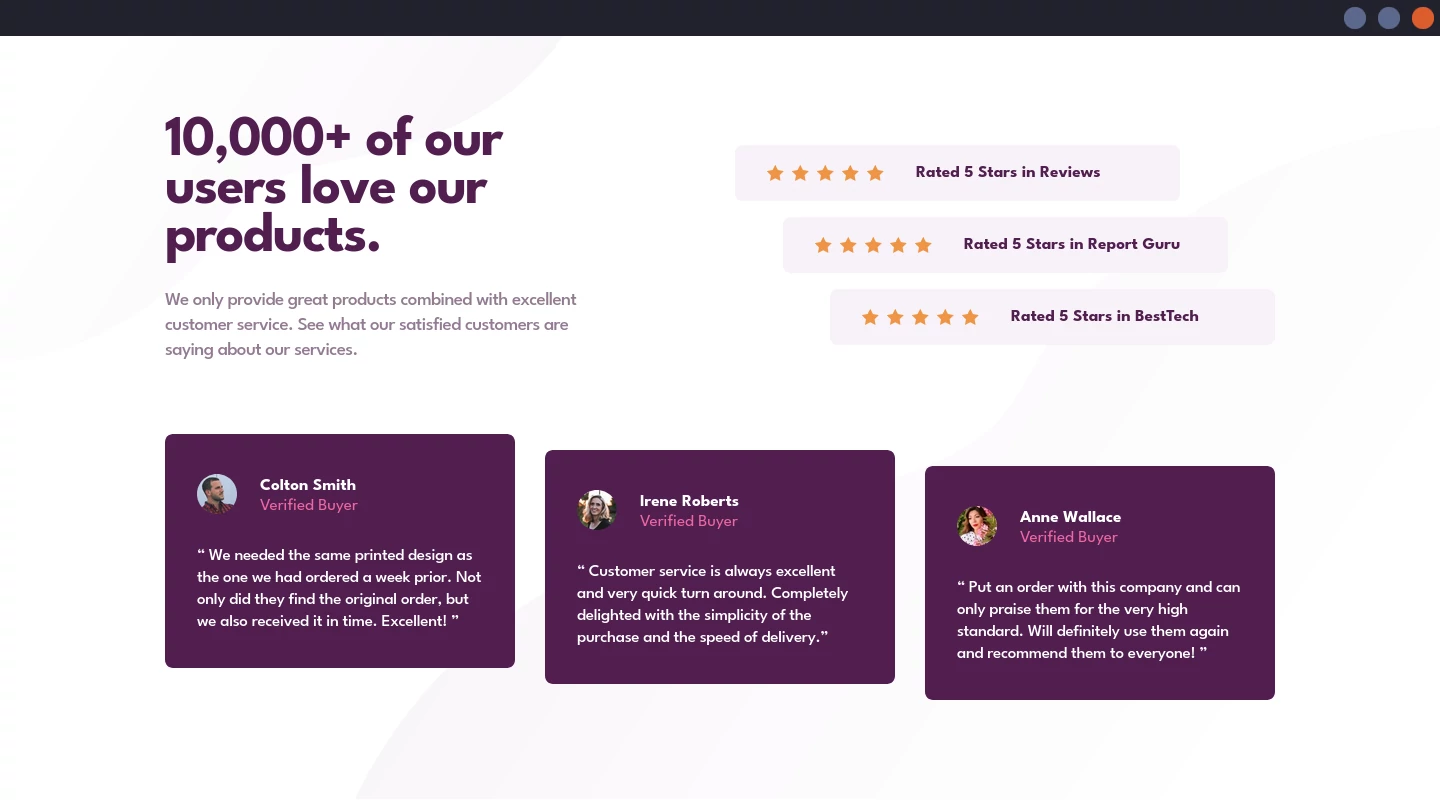 10,000+ of our
users love our
products.
We only provide great products combined with excellent
customer service. See what our satisfied customers are
saying about our services.
Rated 5 Stars in Reviews
Rated 5 Stars in Report Guru
Rated 5 Stars in BestTech
Colton Smith
Verified Buyer
“ We needed the same printed design as
the one we had ordered a week prior. Not
only did they find the original order, but
we also received it in time. Excellent! ”
Irene Roberts
Verified Buyer
“ Customer service is always excellent
and very quick turn around. Completely
delighted with the simplicity of the
purchase and the speed of delivery.”
Anne Wallace
Verified Buyer
“ Put an order with this company and can
only praise them for the very high
standard. Will definitely use them again
and recommend them to everyone! ”